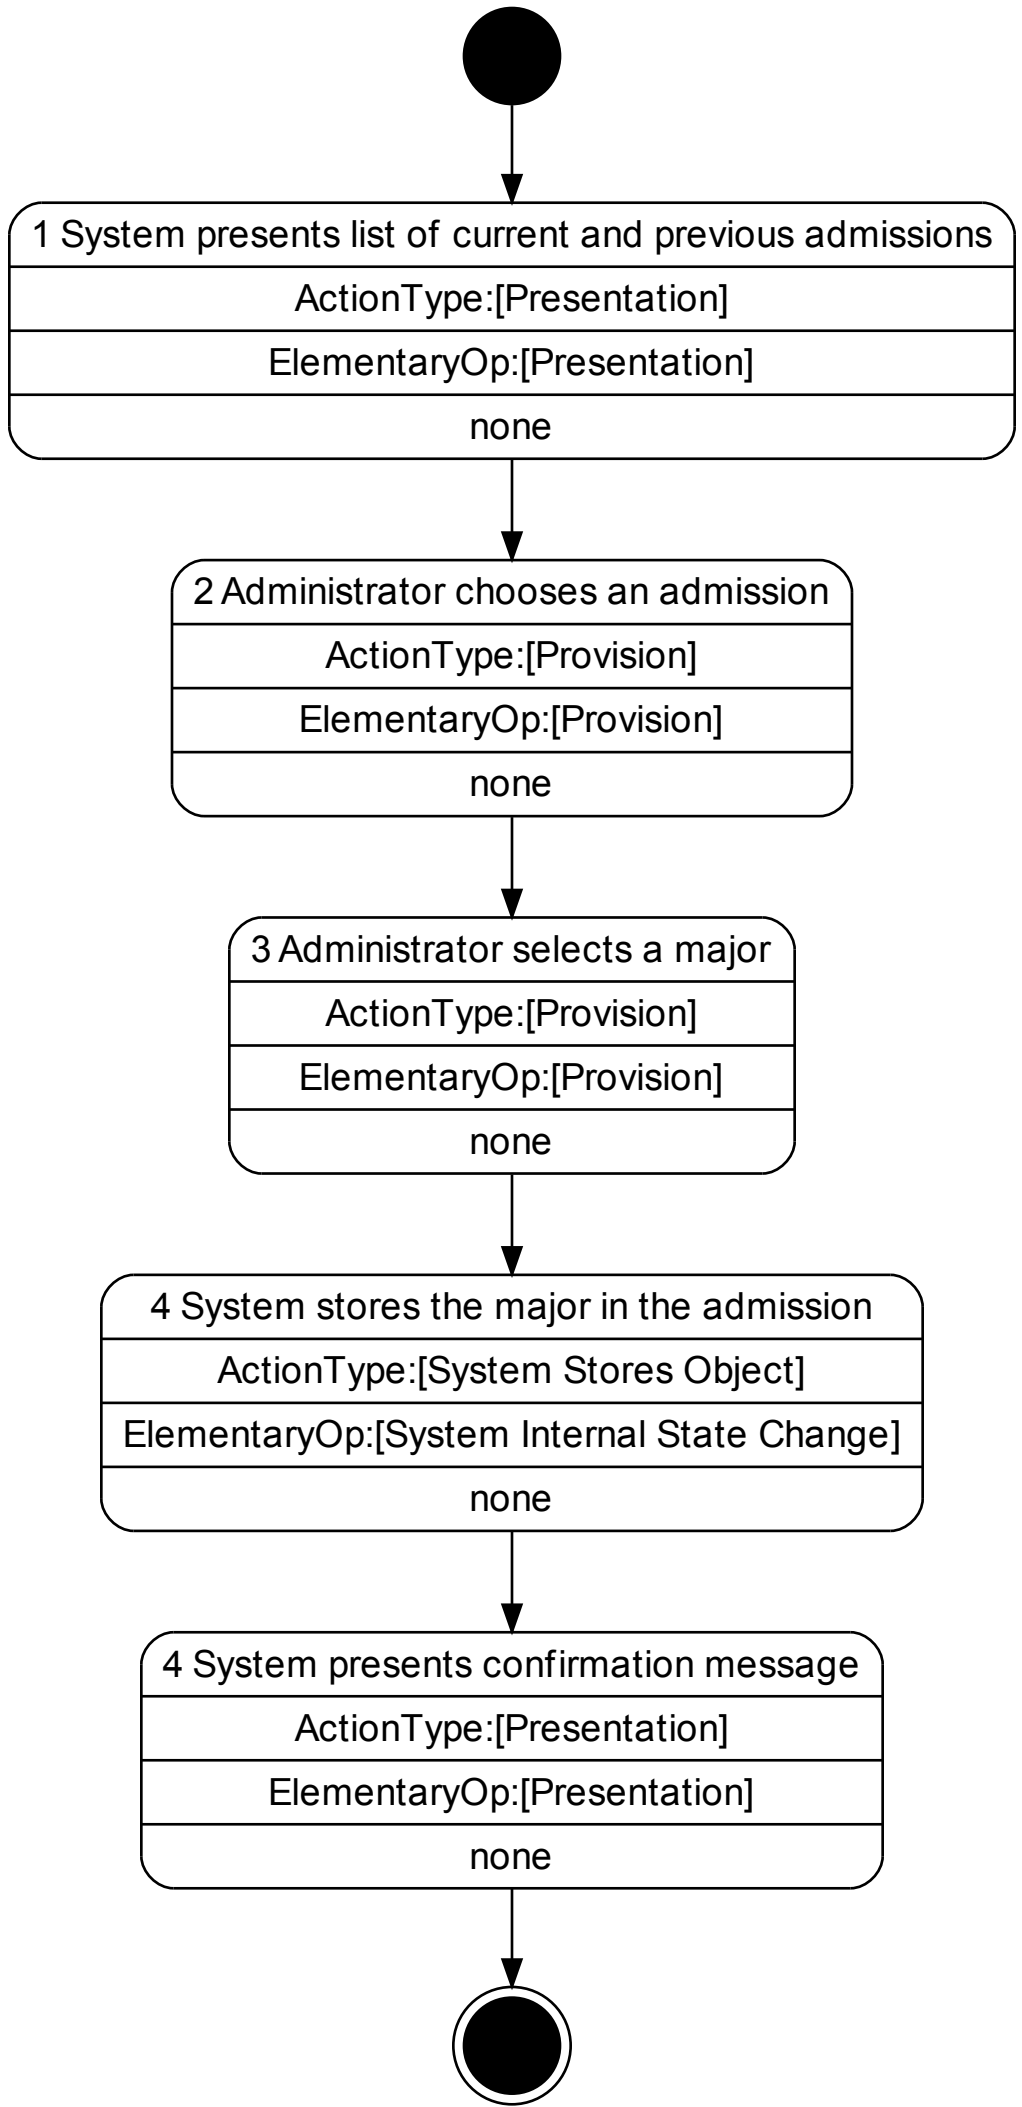 1 System presents list of current and previous admissions
ActionType:[Presentation]
ElementaryOp:[Presentation]
none
2 Administrator chooses an admission
ActionType:[Provision]
ElementaryOp:[Provision]
none
3 Administrator selects a major
ActionType:[Provision]
ElementaryOp:[Provision]
none
4 System stores the major in the admission
ActionType:[System Stores Object]
ElementaryOp:[System Internal State Change]
none
4 System presents confirmation message
ActionType:[Presentation]
ElementaryOp:[Presentation]
none